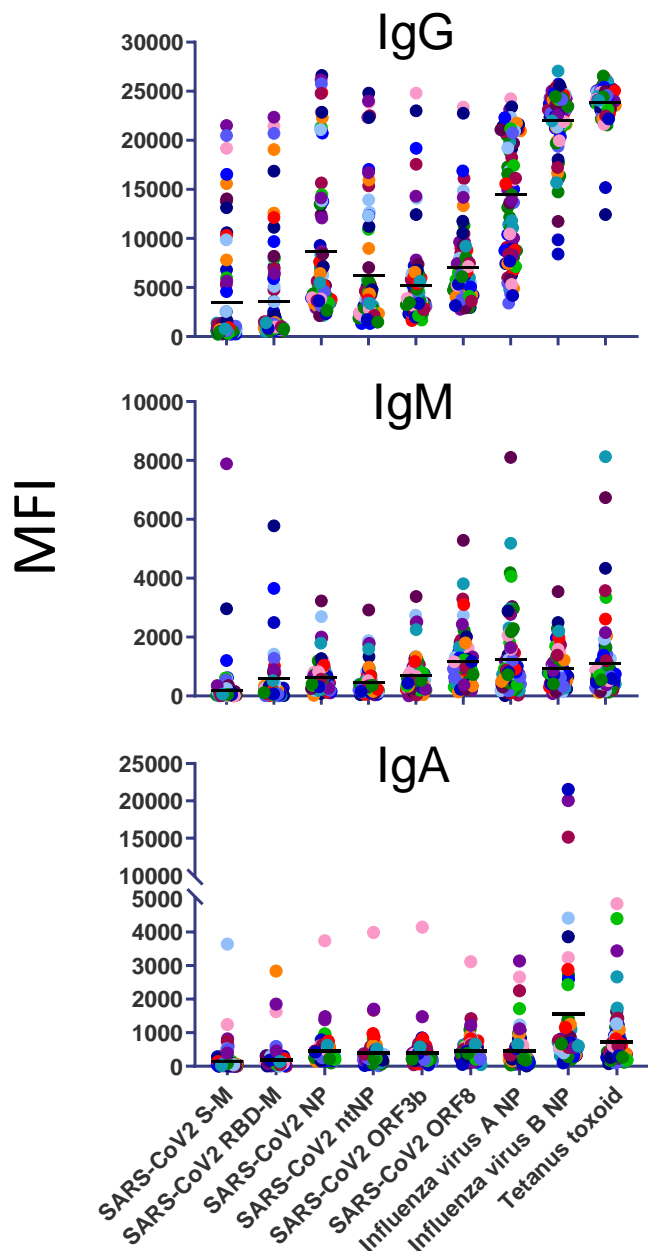 IgG
30000
25000
20000
15000
10000
5000
0
IgM
10000
8000
6000
4000
2000
0
MFI
IgA
25000
20000
15000
10000
5000
4000
3000
2000
1000
0
SARS-CoV2 S-M
SARS-CoV2 RBD-M
SARS-CoV2 NP
SARS-CoV2 ntNP
SARS-CoV2 ORF3b
SARS-CoV2 ORF8
Influenza virus A NP
Influenza virus B NP
Tetanus toxoid